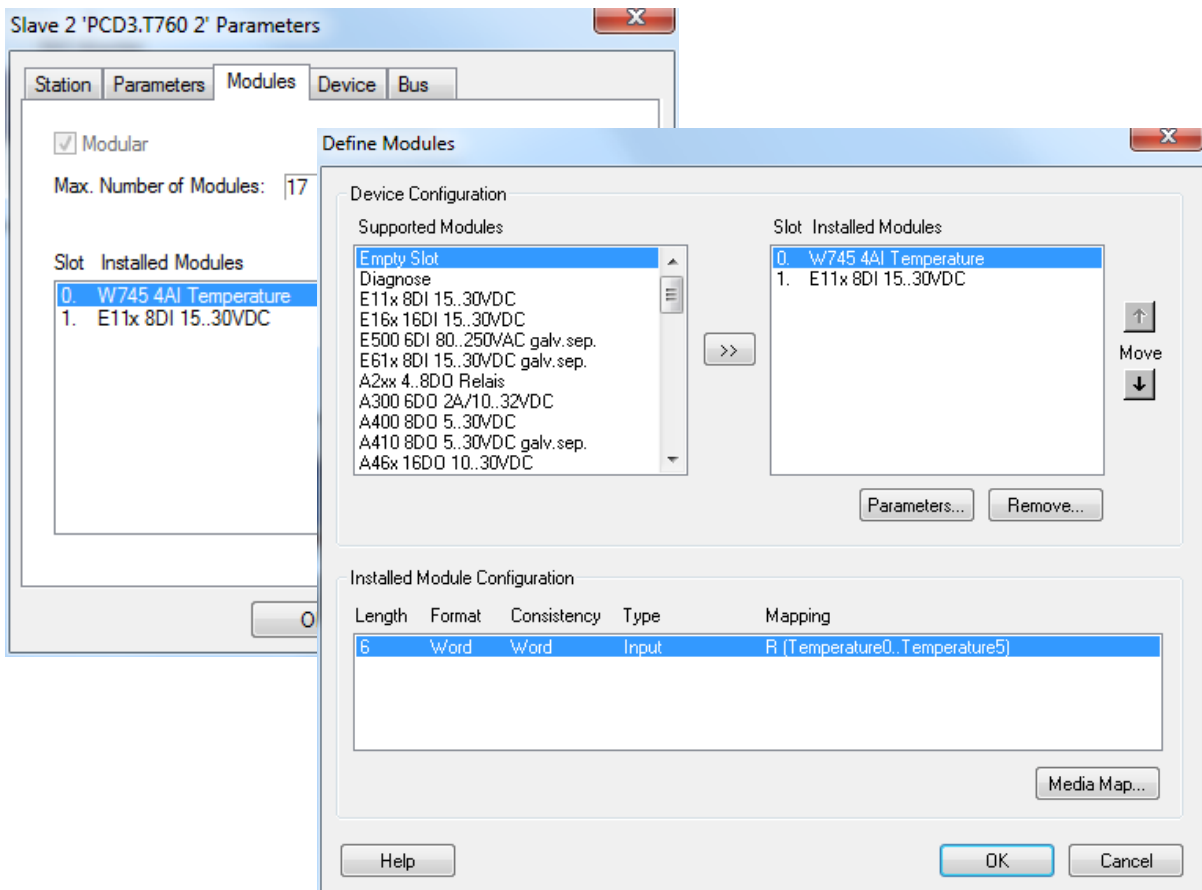 Slave 2 'PCD3.T760 2' Parameters
Station Parameters Modules Device Bus
Modular
Max. Number of Modules: 17
Slot Installed Modules
0. W745 4AI Temperature
1. E11x 8DI 15..30VDC
O
Define Modules
Device Configuration
Supported Modules
Empty Slot
Diagnose
E11x 8DI 15..30VDC
E16x 16DI 15..30VDC
E500 6DI 80..250VAC galv.sep.
E61x 8DI 15..30VDC galv.sep.
A2xx 4..8DO Relais
A300 6DO 2A/10..32VDC
A400 8DO 5..30VDC
A410 8DO 5..30VDC galv.sep.
A46x 16DO 10..30VDC
>>
Slot Installed Modules
0. W745 4AI Temperature
1. E11x 8DI 15..30VDC
Move
Parameters... Remove...
Installed Module Configuration
Length Format Consistency Type Mapping
6 Word Word Input R (Temperature0..Temperature5)
Media Map...
Help OK Cancel